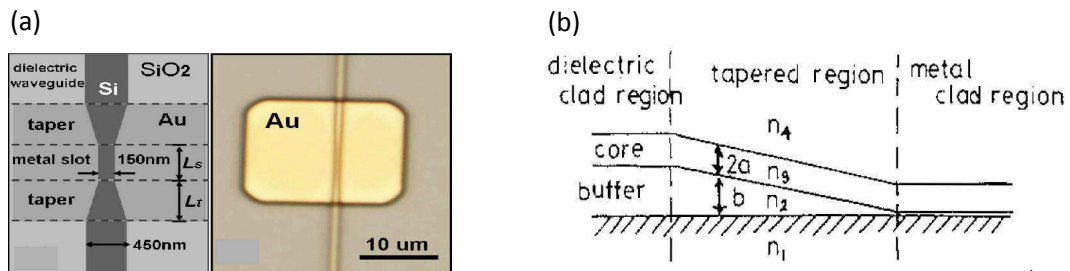 (a)
dielectric
waveguide
SiO2
Si
taper
Au
metal slot
150nm
Ls
taper
Lt
450nm
Au
10 um
(b)
dielectric
clad region
tapered region
metal
clad region
n4
core
2a
n3
buffer
b
n2
n1